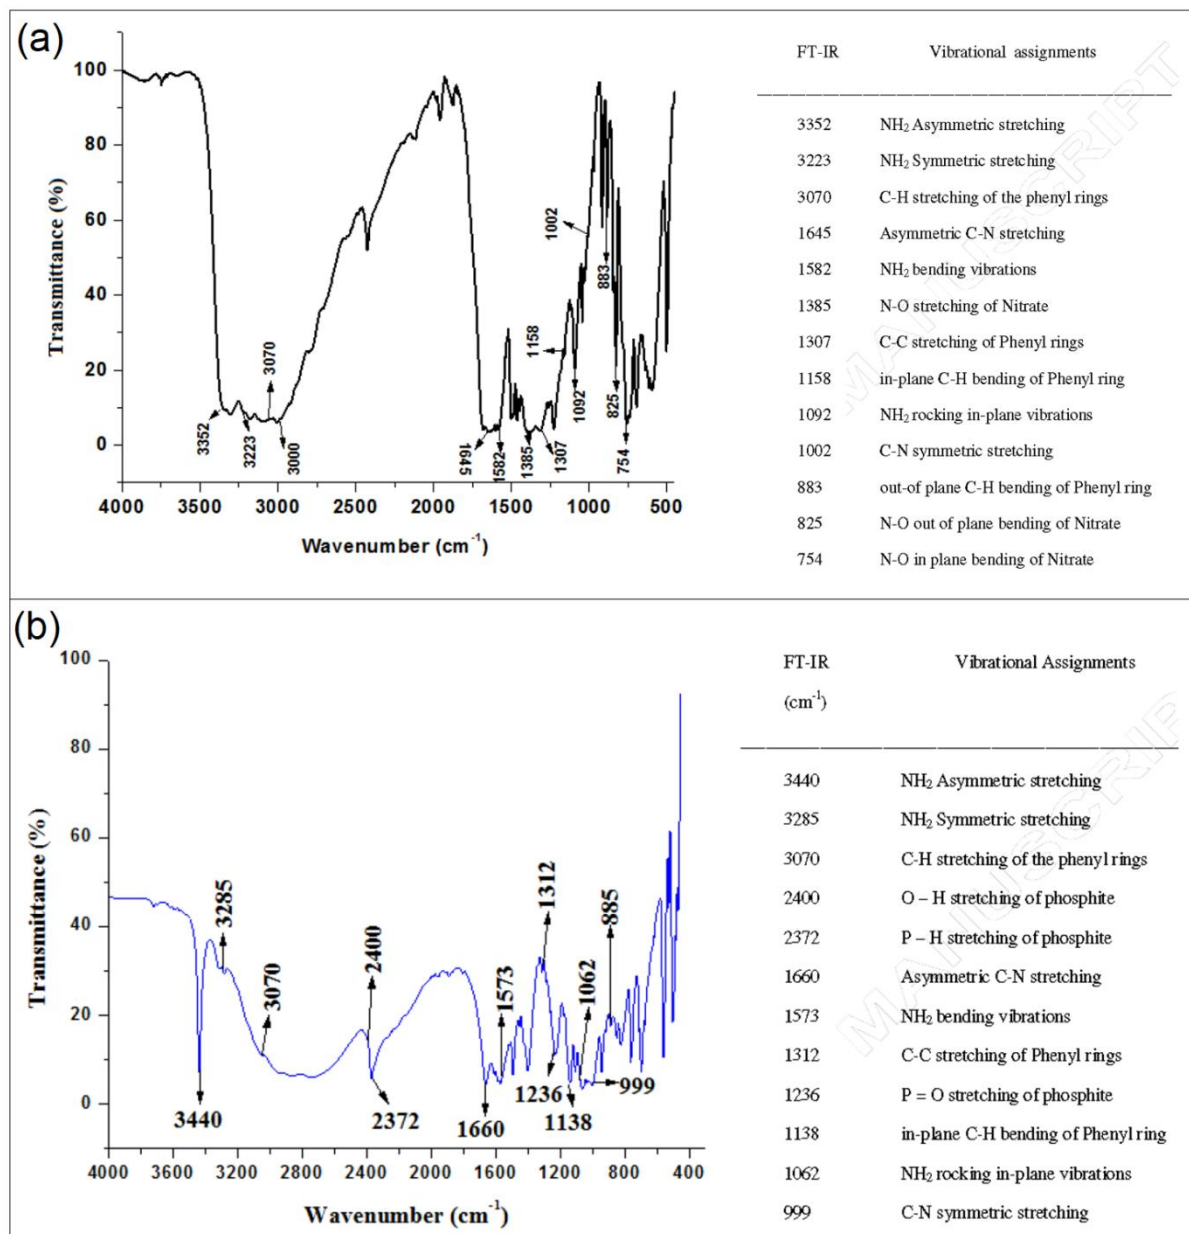 (a)
Transmittance (%)
100
80
60
40
20
0
3352
3223
3070
3000
1645
1582
1385
1307
1158
1092
1002
883
825
754
4000 3500 3000 2500 2000 1500 1000 500
Wavenumber (cm⁻¹)
FT-IR Vibrational assignments
3352 NH₂ Asymmetric stretching
3223 NH₂ Symmetric stretching
3070 C-H stretching of the phenyl rings
1645 Asymmetric C-N stretching
1582 NH₂ bending vibrations
1385 N-O stretching of Nitrate
1307 C-C stretching of Phenyl rings
1158 in-plane C-H bending of Phenyl ring
1092 NH₂ rocking in-plane vibrations
1002 C-N symmetric stretching
883 out-of plane C-H bending of Phenyl ring
825 N-O out of plane bending of Nitrate
754 N-O in plane bending of Nitrate
MANUSCRIPT
(b)
Transmittance (%)
100
80
60
40
20
0
3440
3285
3070
2400
2372
1660
1573
1312
1236
1138
1062
885
999
4000 3600 3200 2800 2400 2000 1600 1200 800 400
Wavenumber (cm⁻¹)
FT-IR Vibrational Assignments
(cm⁻¹)
3440 NH₂ Asymmetric stretching
3285 NH₂ Symmetric stretching
3070 C-H stretching of the phenyl rings
2400 O – H stretching of phosphite
2372 P – H stretching of phosphite
1660 Asymmetric C-N stretching
1573 NH₂ bending vibrations
1312 C-C stretching of Phenyl rings
1236 P = O stretching of phosphite
1138 in-plane C-H bending of Phenyl ring
1062 NH₂ rocking in-plane vibrations
999 C-N symmetric stretching
MANUSCRIP